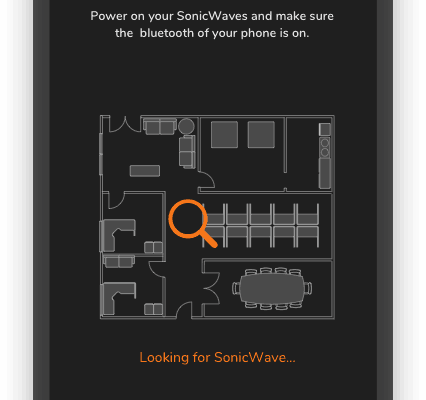 Power on your SonicWaves and make sure
the  bluetooth of your phone is on.
Looking for SonicWave...